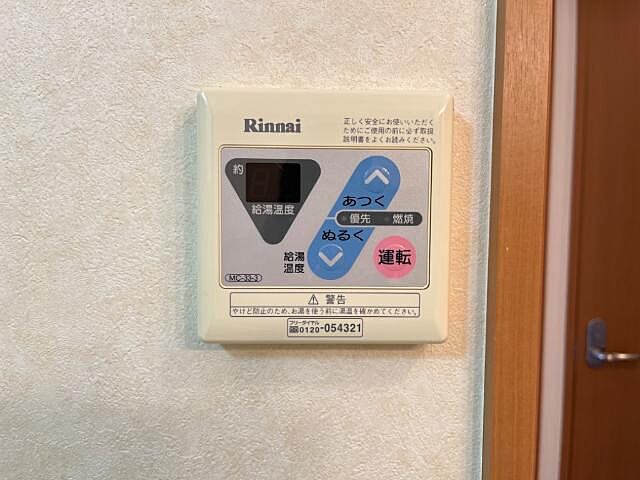 Rinnai
正しく安全にお使いいただく
ためにご使用の前に必ず取扱
説明書をよくお読みください。
約
給湯温度
あつく
優先 燃焼
ぬるく
給湯
温度
運転
MC-33-3
⚠ 警告
やけど防止のため、お湯を使う前に湯温を確かめてください。
フリーダイヤル
0120-054321